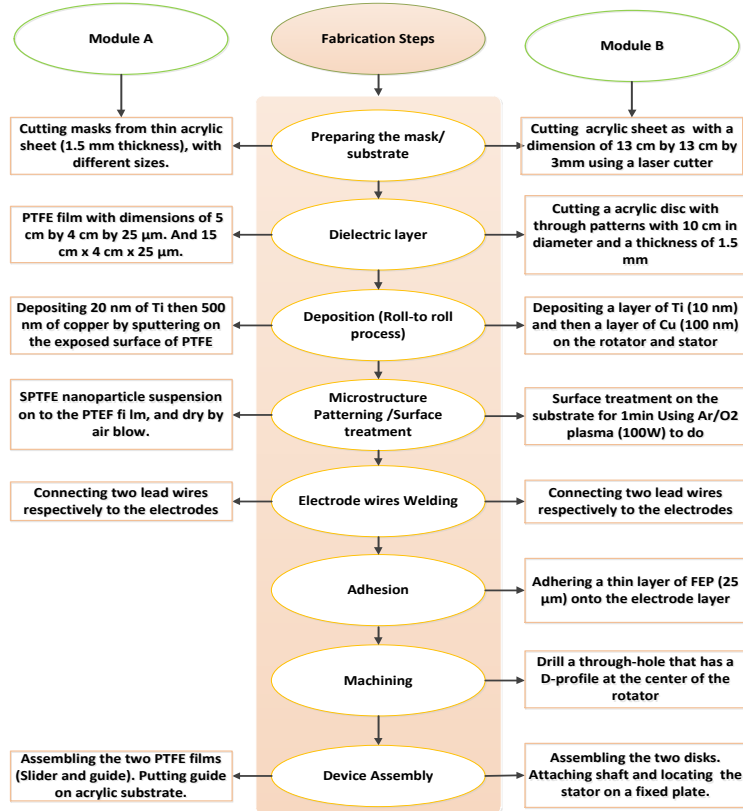 Module A
Fabrication Steps
Module B
Cutting masks from thin acrylic
sheet (1.5 mm thickness), with
different sizes.
Preparing the mask/
substrate
Cutting acrylic sheet as with a
dimension of 13 cm by 13 cm by
3mm using a laser cutter
PTFE film with dimensions of 5
cm by 4 cm by 25 μm. And 15
cm x 4 cm x 25 μm.
Dielectric layer
Cutting a acrylic disc with
through patterns with 10 cm in
diameter and a thickness of 1.5
mm
Depositing 20 nm of Ti then 500
nm of copper by sputtering on
the exposed surface of PTFE
Deposition (Roll-to roll
process)
Depositing a layer of Ti (10 nm)
and then a layer of Cu (100 nm)
on the rotator and stator
SPTFE nanoparticle suspension
on to the PTEF fi lm, and dry by
air blow.
Microstructure
Patterning /Surface
treatment
Surface treatment on the
substrate for 1min Using Ar/O2
plasma (100W) to do
Connecting two lead wires
respectively to the electrodes
Electrode wires Welding
Connecting two lead wires
respectively to the electrodes
Adhesion
Adhering a thin layer of FEP (25
μm) onto the electrode layer
Machining
Drill a through-hole that has a
D-profile at the center of the
rotator
Assembling the two PTFE films
(Slider and guide). Putting guide
on acrylic substrate.
Device Assembly
Assembling the two disks.
Attaching shaft and locating the
stator on a fixed plate.